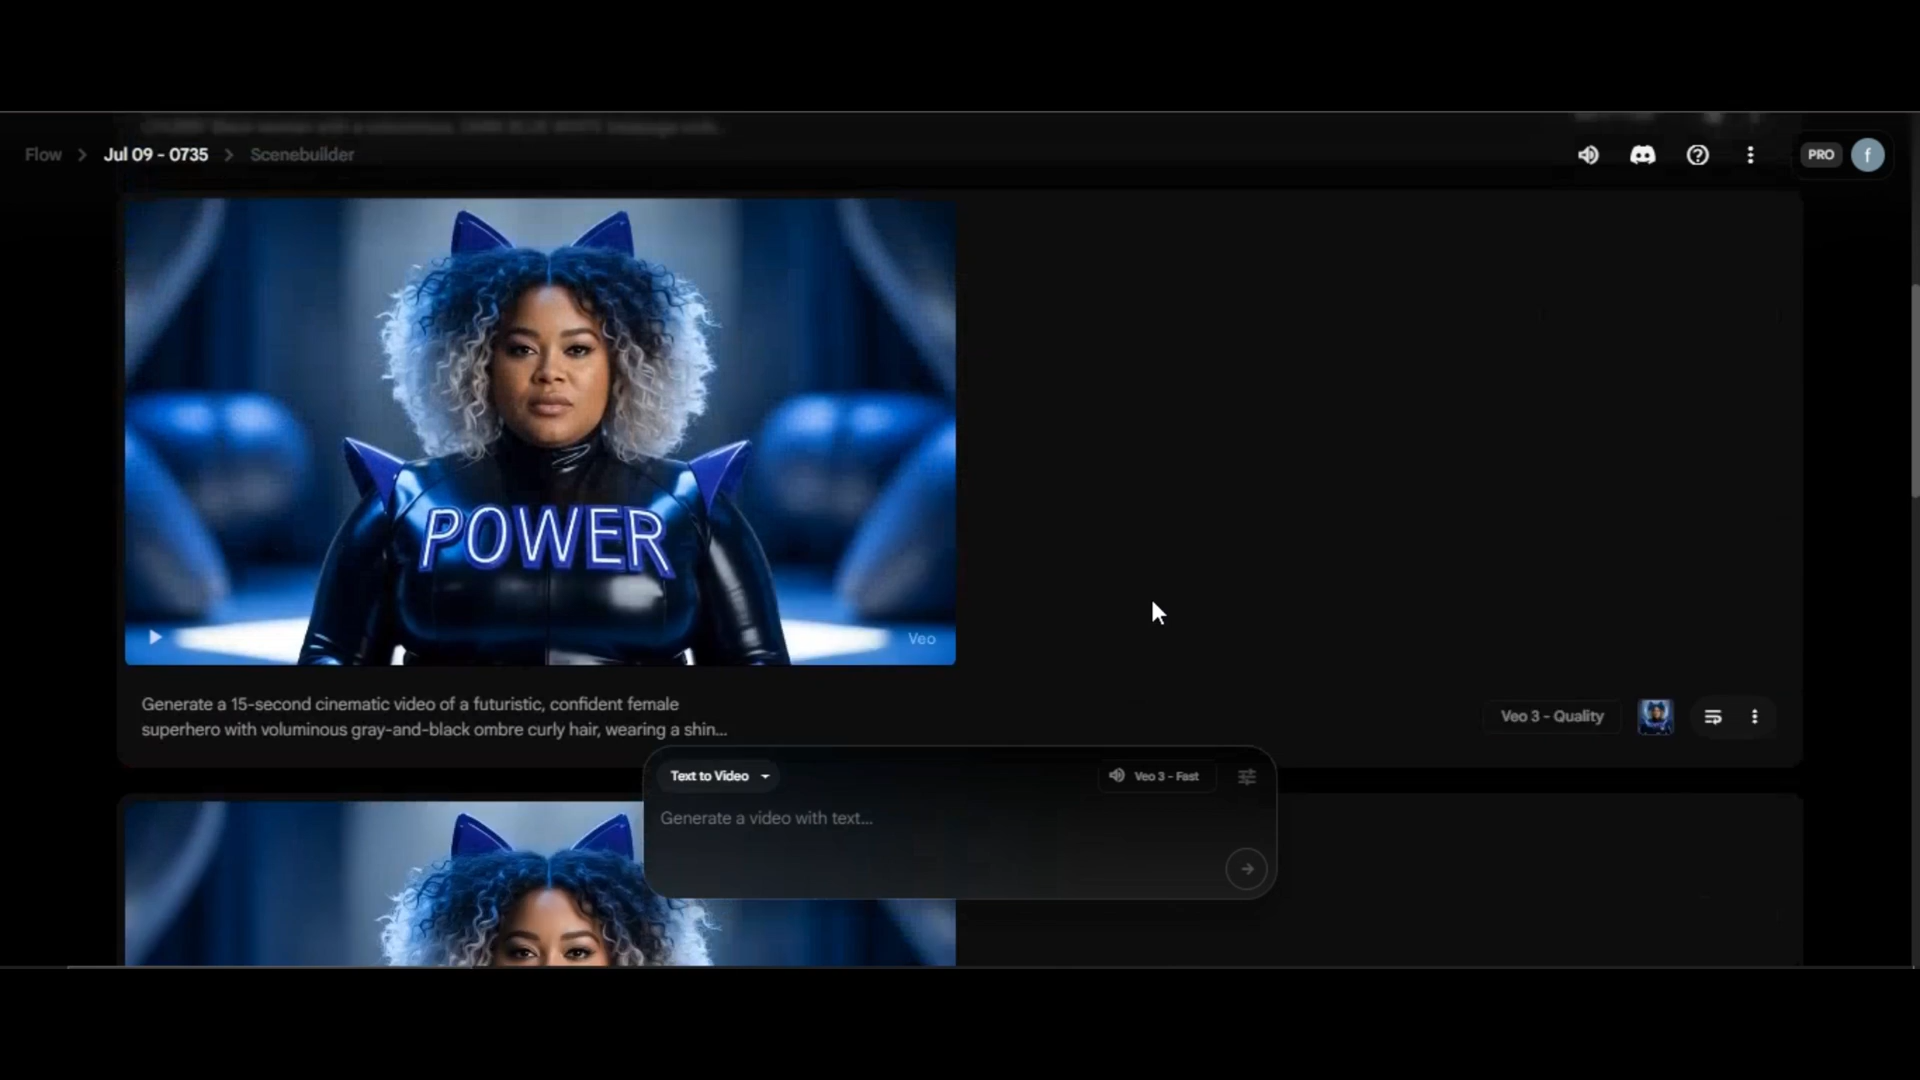 Flow > Jul 09 - 0735 > Scenebuilder
PRO f
POWER
Veo
Generate a 15-second cinematic video of a futuristic, confident female
superhero with voluminous gray-and-black ombre curly hair, wearing a shin...
Veo 3 - Quality
Text to Video
Veo 3 - Fast
Generate a video with text...